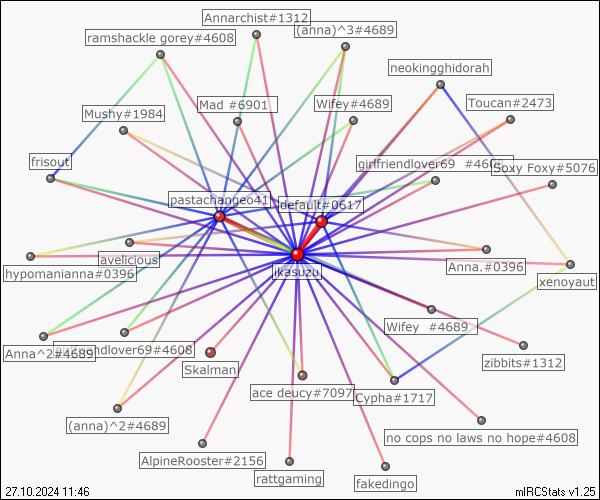 Annarchist#1312
(anna)^3#4689
ramshackle gorey#4608
neokingghidorah
Mad #6901
Wifey#4689
Toucan#2473
Mushy#1984
frisout
girlfriendlover69 #4608
Soxy Foxy#5076
pastachangeo41
default#0617
avelicious
hypomanianna#0396
ikasuzu
Anna.#0396
xenoyaut
Wifey #4689
Anna^2#4689
girlfriendlover69#4608
zibbits#1312
Skalman
ace deucy#7097
Cypha#1717
(anna)^2#4689
no cops no laws no hope#4608
AlpineRooster#2156
rattgaming
fakedingo
27.10.2024 11:46
mIRCStats v1.25